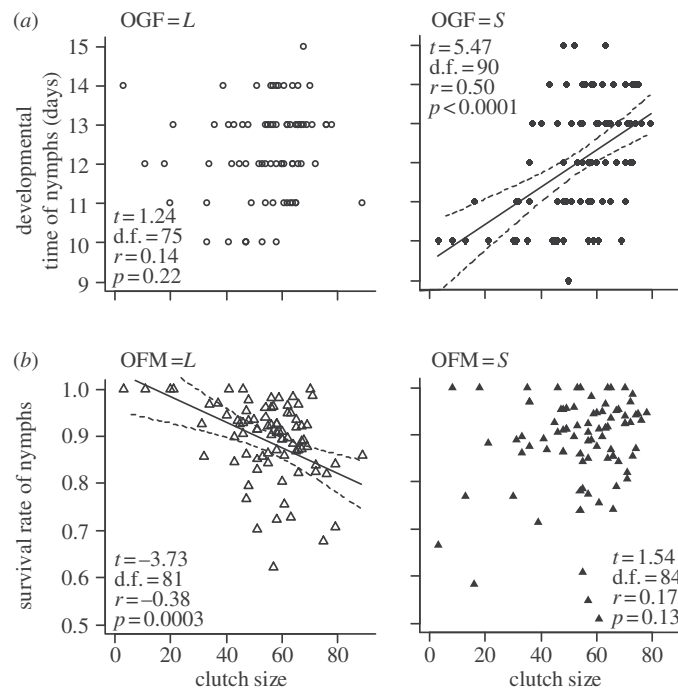 (a) OGF = L
OGF = S
developmental
time of nymphs (days)
15
14
13
12
11
10
9
t = 1.24
d.f. = 75
r = 0.14
p = 0.22
t = 5.47
d.f. = 90
r = 0.50
p < 0.0001
(b) OFM = L
OFM = S
survival rate of nymphs
1.0
0.9
0.8
0.7
0.6
0.5
t = –3.73
d.f. = 81
r = –0.38
p = 0.0003
t = 1.54
d.f. = 84
r = 0.17
p = 0.13
0 20 40 60 80
clutch size
0 20 40 60 80
clutch size